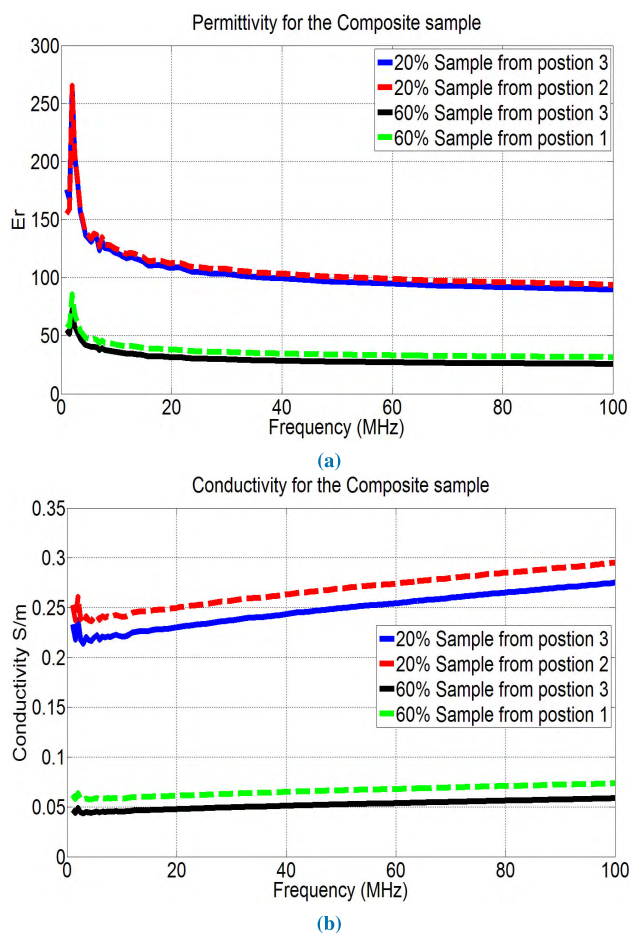 Permittivity for the Composite sample
300
250
200
150
100
50
0
Er
20% Sample from postion 3
20% Sample from postion 2
60% Sample from postion 3
60% Sample from postion 1
0 20 40 60 80 100
Frequency (MHz)
(a)
Conductivity for the Composite sample
0.35
0.3
0.25
0.2
0.15
0.1
0.05
0
Conductivity S/m
20% Sample from postion 3
20% Sample from postion 2
60% Sample from postion 3
60% Sample from postion 1
0 20 40 60 80 100
Frequency (MHz)
(b)